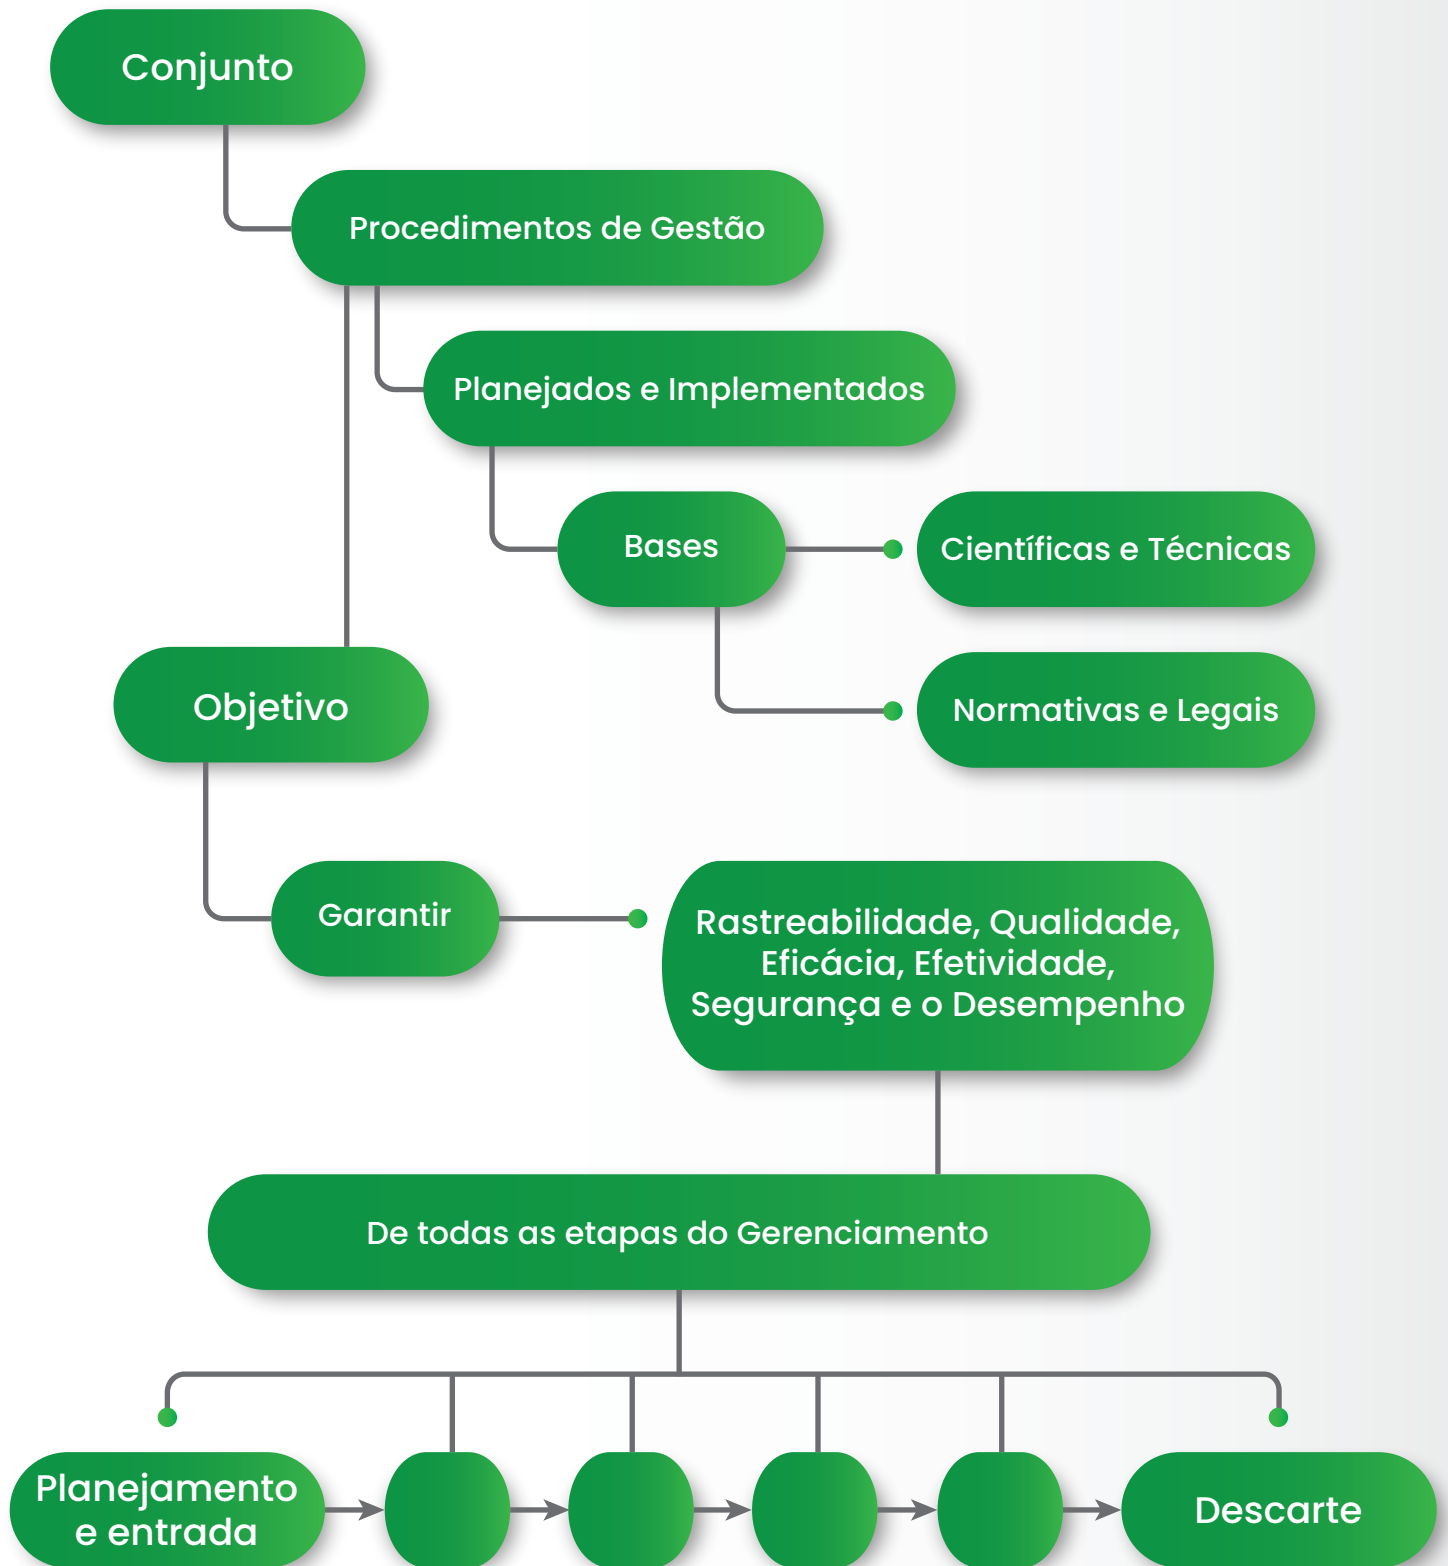 Conjunto
Procedimentos de Gestão
Planejados e Implementados
Bases
Científicas e Técnicas
Normativas e Legais
Objetivo
Garantir
Rastreabilidade, Qualidade,
Eficácia, Efetividade,
Segurança e o Desempenho
De todas as etapas do Gerenciamento
Planejamento
e entrada
Descarte